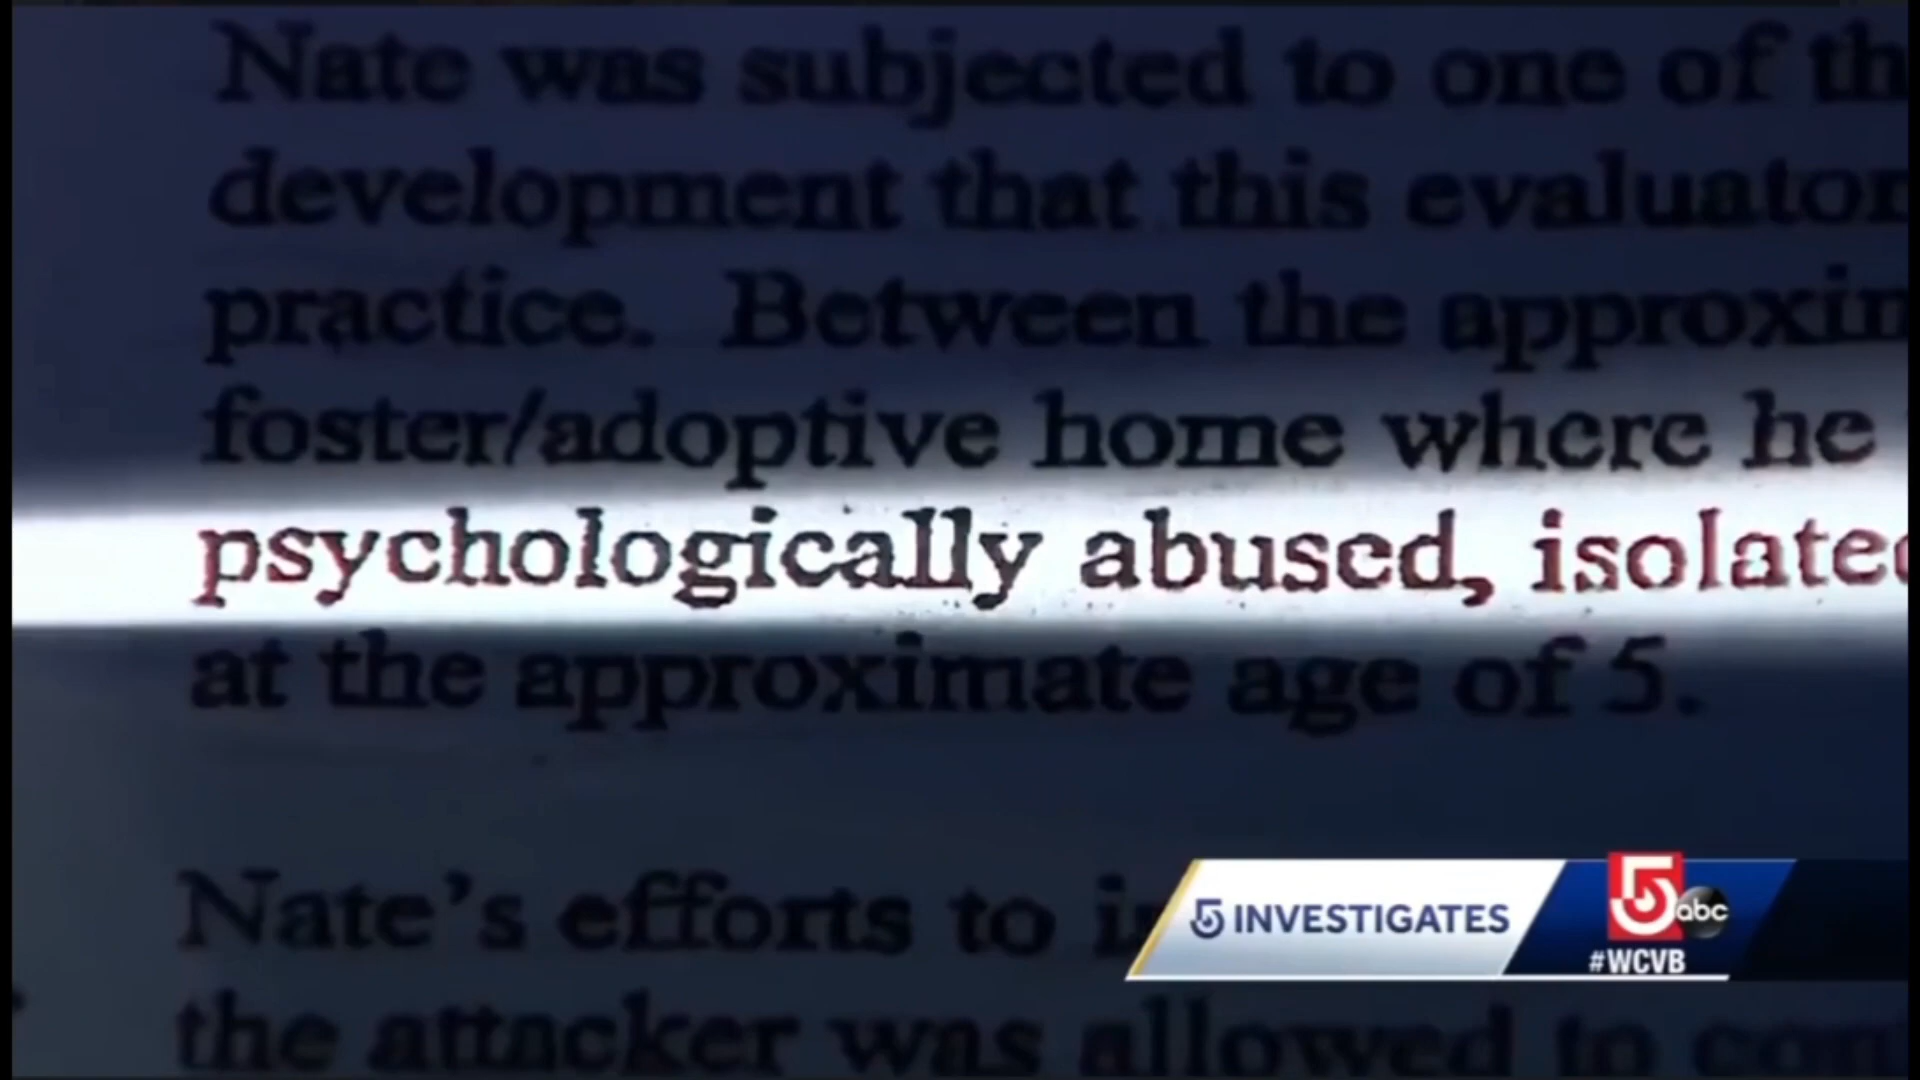 Nate was subjected to one of th
development that this evaluator
practice. Between the approxim
foster/adoptive home where he
psychologically abused, isolated
at the approximate age of 5.
Nate's efforts to i
the attacker was allowed to con
5 INVESTIGATES
5 abc
#WCVB